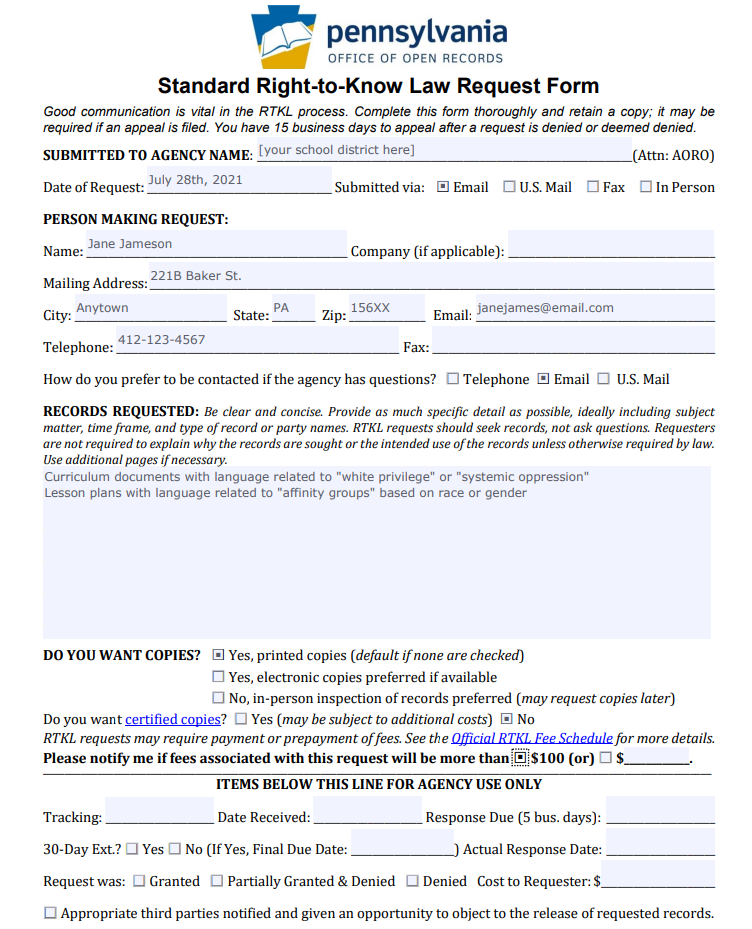 pennsylvania
OFFICE OF OPEN RECORDS
Standard Right-to-Know Law Request Form
Good communication is vital in the RTKL process. Complete this form thoroughly and retain a copy; it may be
required if an appeal is filed. You have 15 business days to appeal after a request is denied or deemed denied.
SUBMITTED TO AGENCY NAME: [your school district here] (Attn: AORO)
Date of Request: July 28th, 2021 Submitted via: Email U.S. Mail Fax In Person
PERSON MAKING REQUEST:
Name: Jane Jameson Company (if applicable):
Mailing Address: 221B Baker St.
City: Anytown State: PA Zip: 156XX Email: janejames@email.com
Telephone: 412-123-4567 Fax:
How do you prefer to be contacted if the agency has questions? Telephone Email U.S. Mail
RECORDS REQUESTED: Be clear and concise. Provide as much specific detail as possible, ideally including subject
matter, time frame, and type of record or party names. RTKL requests should seek records, not ask questions. Requesters
are not required to explain why the records are sought or the intended use of the records unless otherwise required by law.
Use additional pages if necessary.
Curriculum documents with language related to "white privilege" or "systemic oppression"
Lesson plans with language related to "affinity groups" based on race or gender
DO YOU WANT COPIES? Yes, printed copies (default if none are checked)
Yes, electronic copies preferred if available
No, in-person inspection of records preferred (may request copies later)
Do you want certified copies? Yes (may be subject to additional costs) No
RTKL requests may require payment or prepayment of fees. See the Official RTKL Fee Schedule for more details.
Please notify me if fees associated with this request will be more than $100 (or) $__________.
ITEMS BELOW THIS LINE FOR AGENCY USE ONLY
Tracking: Date Received: Response Due (5 bus. days):
30-Day Ext.? Yes No (If Yes, Final Due Date: ) Actual Response Date:
Request was: Granted Partially Granted & Denied Denied Cost to Requester: $
Appropriate third parties notified and given an opportunity to object to the release of requested records.